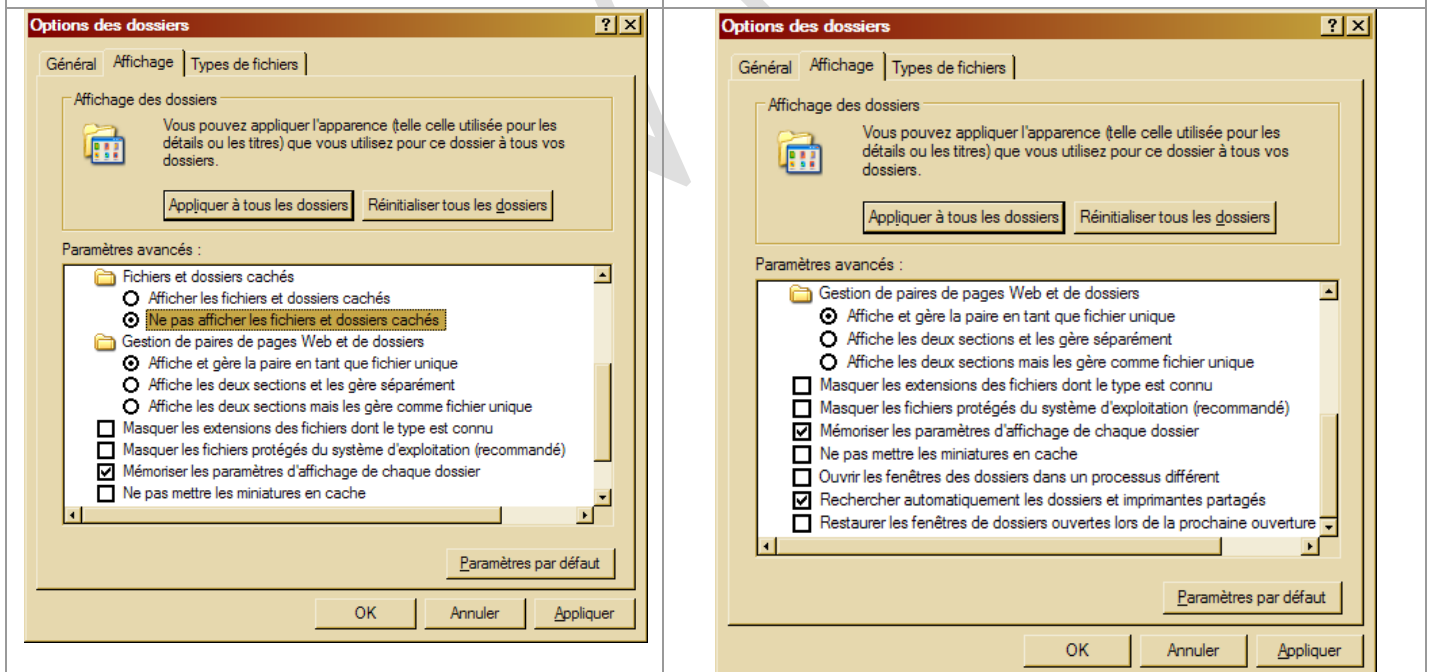 Options des dossiers
Général Affichage Types de fichiers
Affichage des dossiers
Vous pouvez appliquer l'apparence (telle celle utilisée pour les
détails ou les titres) que vous utilisez pour ce dossier à tous vos
dossiers.
Appliquer à tous les dossiers Réinitialiser tous les dossiers
Paramètres avancés :
Fichiers et dossiers cachés
Afficher les fichiers et dossiers cachés
Ne pas afficher les fichiers et dossiers cachés
Gestion de paires de pages Web et de dossiers
Affiche et gère la paire en tant que fichier unique
Affiche les deux sections et les gère séparément
Affiche les deux sections mais les gère comme fichier unique
Masquer les extensions des fichiers dont le type est connu
Masquer les fichiers protégés du système d'exploitation (recommandé)
Mémoriser les paramètres d'affichage de chaque dossier
Ne pas mettre les miniatures en cache
Paramètres par défaut
OK Annuler Appliquer
Options des dossiers
Général Affichage Types de fichiers
Affichage des dossiers
Vous pouvez appliquer l'apparence (telle celle utilisée pour les
détails ou les titres) que vous utilisez pour ce dossier à tous vos
dossiers.
Appliquer à tous les dossiers Réinitialiser tous les dossiers
Paramètres avancés :
Gestion de paires de pages Web et de dossiers
Affiche et gère la paire en tant que fichier unique
Affiche les deux sections et les gère séparément
Affiche les deux sections mais les gère comme fichier unique
Masquer les extensions des fichiers dont le type est connu
Masquer les fichiers protégés du système d'exploitation (recommandé)
Mémoriser les paramètres d'affichage de chaque dossier
Ne pas mettre les miniatures en cache
Ouvrir les fenêtres des dossiers dans un processus différent
Rechercher automatiquement les dossiers et imprimantes partagés
Restaurer les fenêtres de dossiers ouvertes lors de la prochaine ouverture
Paramètres par défaut
OK Annuler Appliquer